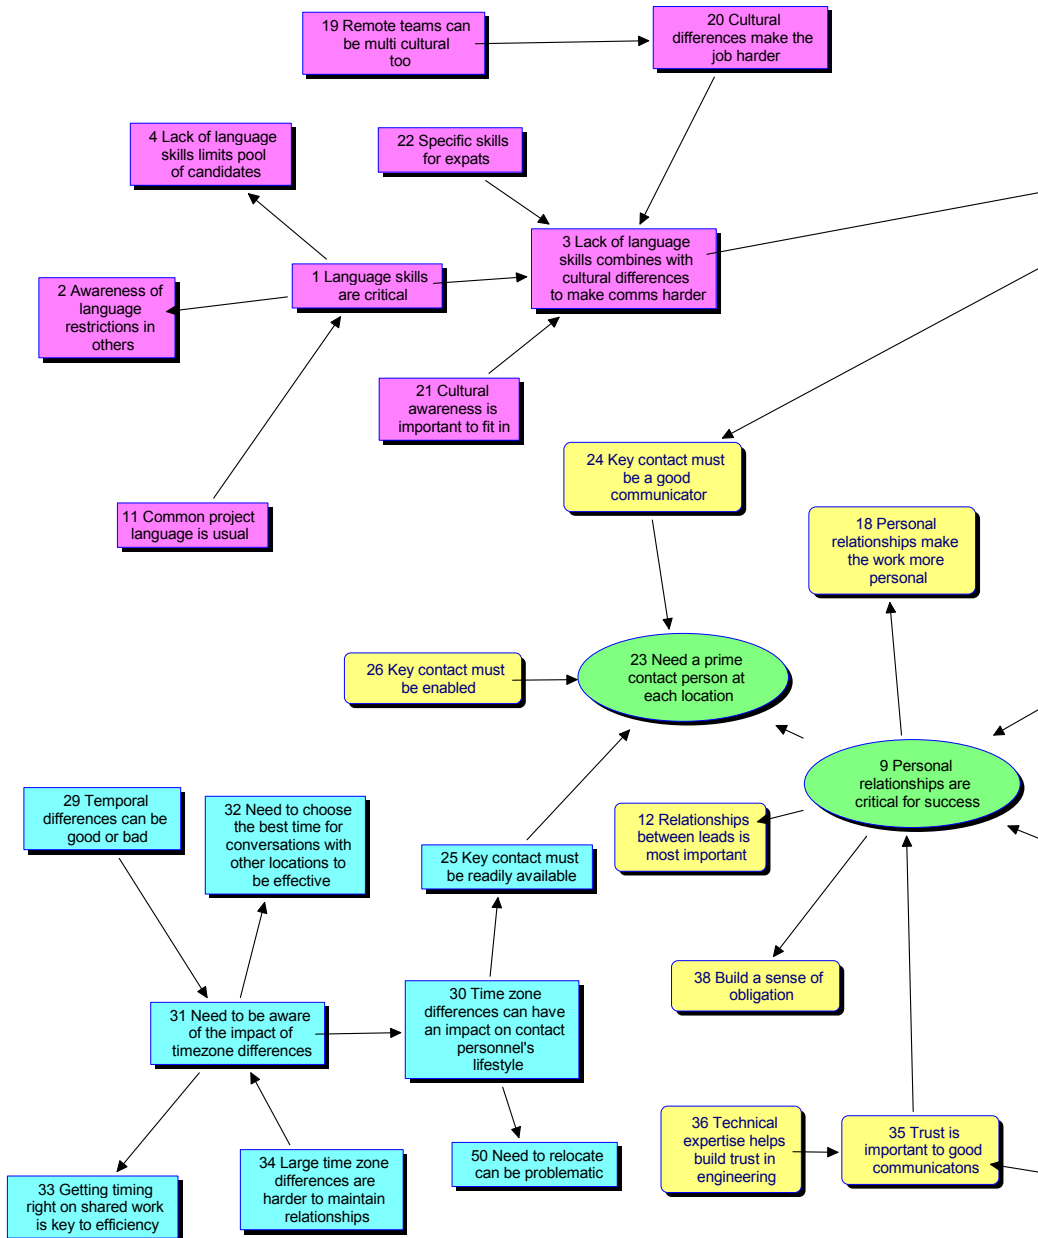 19 Remote teams can
be multi cultural
too
20 Cultural
differences make the
job harder
4 Lack of language
skills limits pool
of candidates
22 Specific skills
for expats
3 Lack of language
skills combines with
cultural differences
to make comms harder
1 Language skills
are critical
2 Awareness of
language
restrictions in
others
21 Cultural
awareness is
important to fit in
24 Key contact must
be a good
communicator
11 Common project
language is usual
18 Personal
relationships make
the work more
personal
23 Need a prime
contact person at
each location
26 Key contact must
be enabled
9 Personal
relationships are
critical for success
29 Temporal
differences can be
good or bad
32 Need to choose
the best time for
conversations with
other locations to
be effective
12 Relationships
between leads is
most important
25 Key contact must
be readily available
38 Build a sense of
obligation
31 Need to be aware
of the impact of
timezone differences
30 Time zone
differences can have
an impact on contact
personnel's
lifestyle
36 Technical
expertise helps
build trust in
engineering
35 Trust is
important to good
communicatons
50 Need to relocate
can be problematic
34 Large time zone
differences are
harder to maintain
relationships
33 Getting timing
right on shared work
is key to efficiency